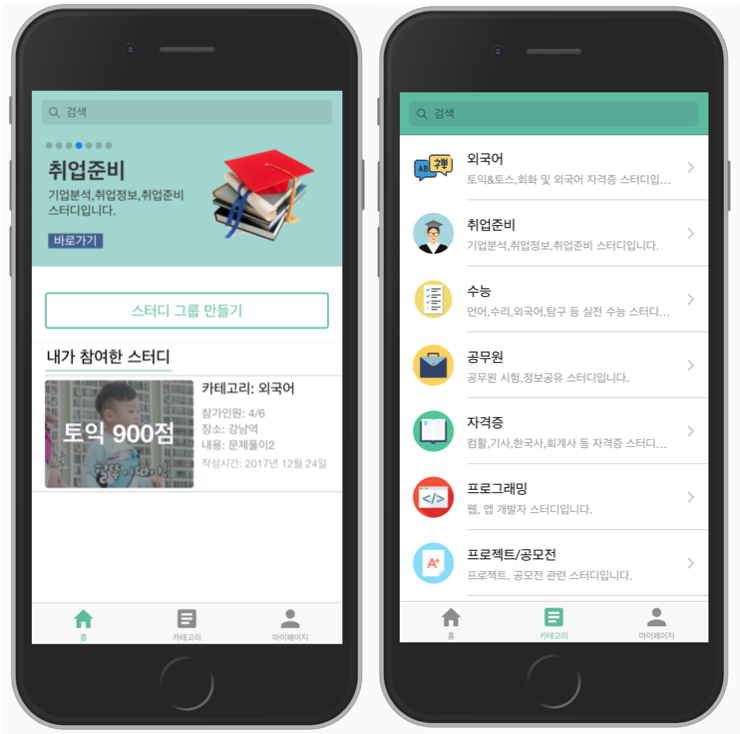 검색
취업준비
기업분석,취업정보,취업준비
스터디입니다.
바로가기
스터디 그룹 만들기
내가 참여한 스터디
토익 900점
카테고리: 외국어
참가인원: 4/6
장소: 강남역
내용: 문제풀이2
작성시간: 2017년 12월 24일
홈
카테고리
마이페이지
검색
AB
禪
외국어
토익&토스,회화 및 외국어 자격증 스터디입...
취업준비
기업분석,취업정보,취업준비 스터디입니다.
수능
언어,수리,외국어,탐구 등 실전 수능 스터디...
공무원
공무원 시험,정보공유 스터디입니다.
자격증
컴활,기사,한국사,회계사 등 자격증 스터디...
</>
프로그래밍
웹, 앱 개발자 스터디입니다.
A+
프로젝트/공모전
프로젝트, 공모전 관련 스터디입니다.
홈
카테고리
마이페이지